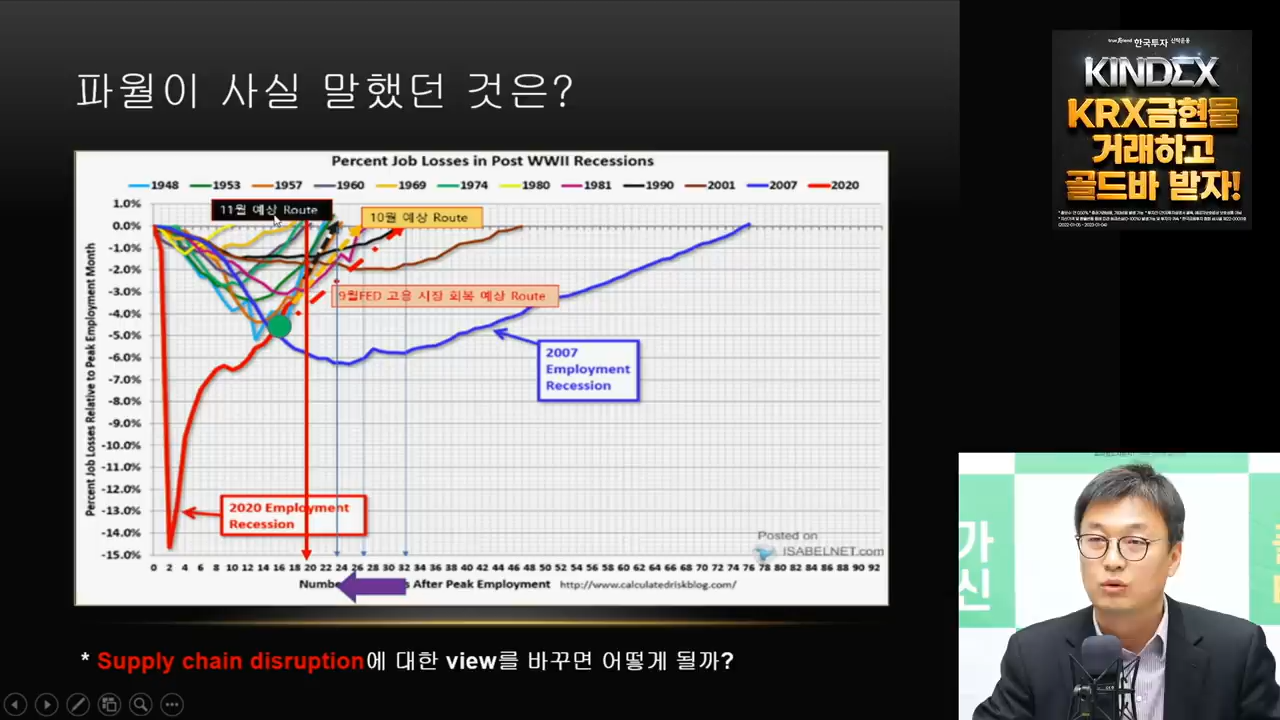 파월이 사실 말했던 것은?
Percent Job Losses in Post WWII Recessions
1948 1953 1957 1960 1969 1974 1980 1981 1990 2001 2007 2020
11월 예상 Route
10월 예상 Route
9월FED 고용 시장 회복 예상 Route
2007
Employment
Recession
2020 Employment
Recession
Percent Job Losses Relative to Peak Employment Month
1.0%
0.0%
-1.0%
-2.0%
-3.0%
-4.0%
-5.0%
-6.0%
-7.0%
-8.0%
-9.0%
-10.0%
-11.0%
-12.0%
-13.0%
-14.0%
-15.0%
0 2 4 6 8 10 12 14 16 18 20 22 24 26 28 30 32 34 36 38 40 42 44 46 48 50 52 54 56 58 60 62 64 66 68 70 72 74 76 78 80 82 84 86 88 90 92
Posted on
ISABELNET.com
After Peak Employment http://www.calculatedriskblog.com/
* Supply chain disruption에 대한 view를 바꾸면 어떻게 될까?
한국투자 신탁운용
KINDEX
KRX금현물
거래하고
골드바 받자!
가
신